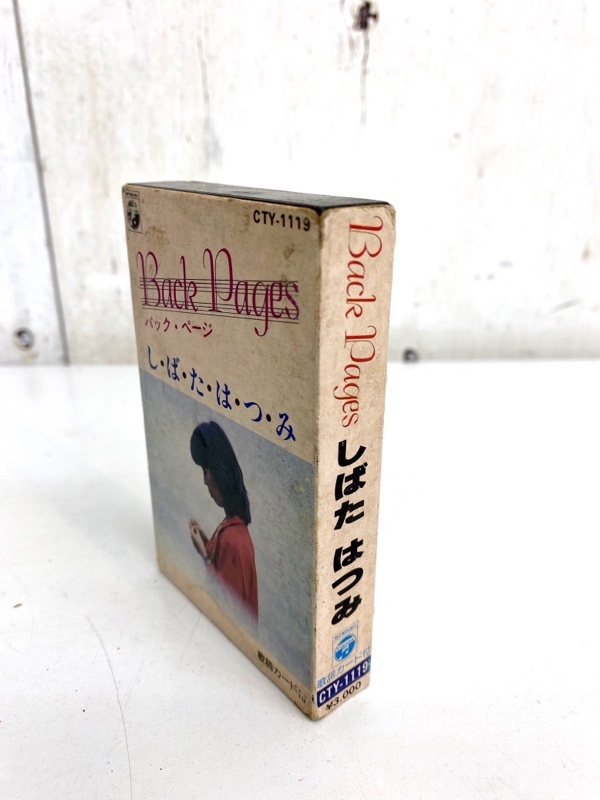 CTY-1119
Back Pages
バック・ページ
し・ば・た・は・つ・み
歌詞カード付
Back Pages
しばた はつみ
歌詞カード付
CTY-1119
¥3,000